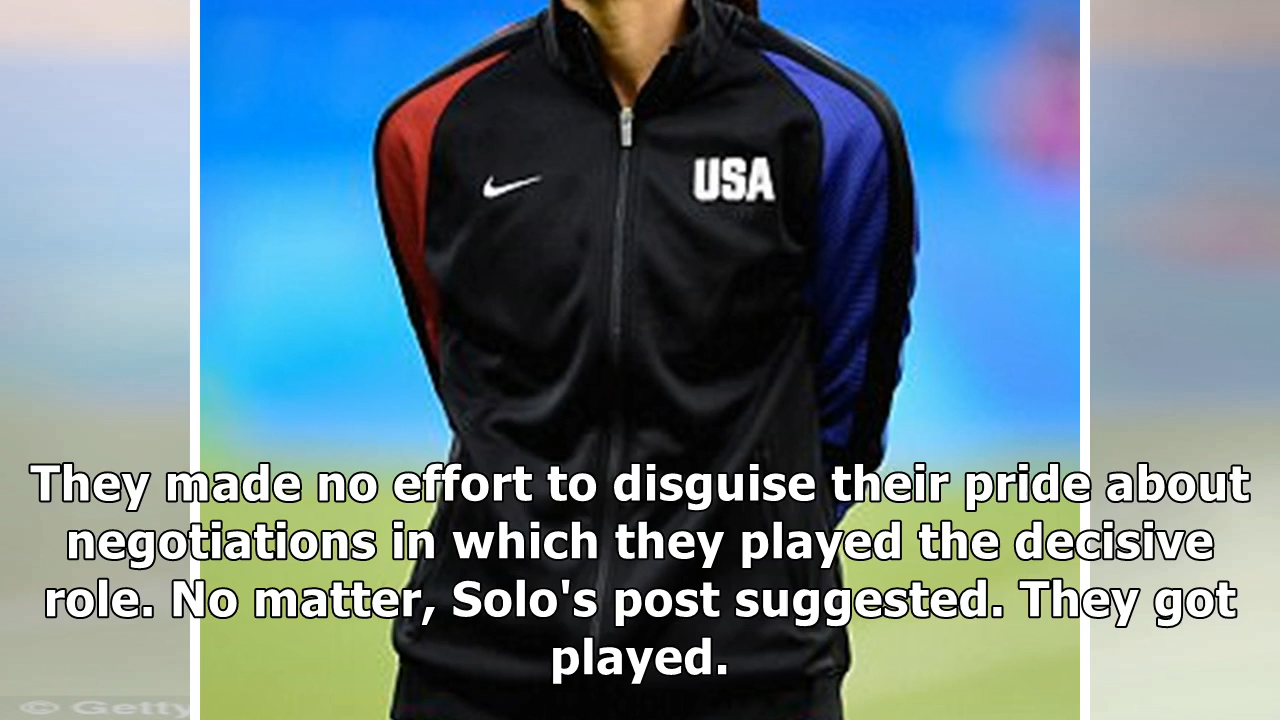 USA
They made no effort to disguise their pride about
negotiations in which they played the decisive
role. No matter, Solo's post suggested. They got
played.
© Getty